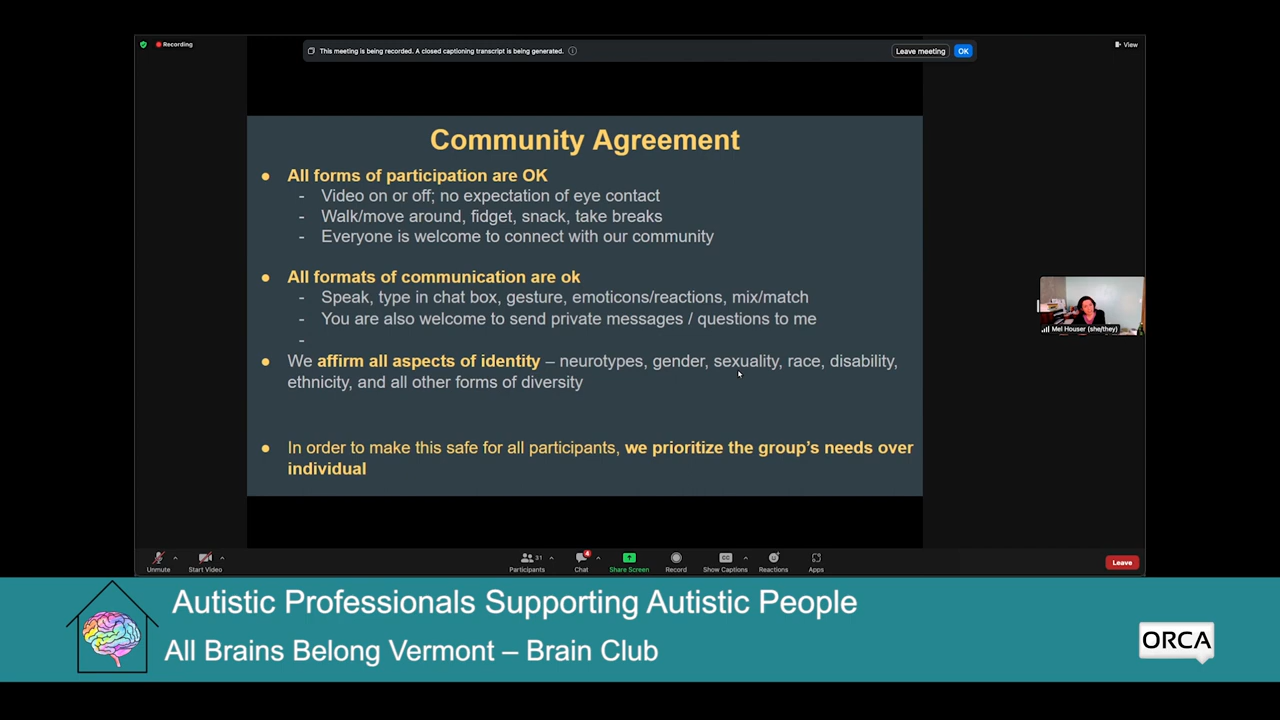 Recording
This meeting is being recorded. A closed captioning transcript is being generated.
Leave meeting
OK
View
Community Agreement
● All forms of participation are OK
- Video on or off; no expectation of eye contact
- Walk/move around, fidget, snack, take breaks
- Everyone is welcome to connect with our community
● All formats of communication are ok
- Speak, type in chat box, gesture, emoticons/reactions, mix/match
- You are also welcome to send private messages / questions to me
-
● We affirm all aspects of identity – neurotypes, gender, sexuality, race, disability,
ethnicity, and all other forms of diversity
● In order to make this safe for all participants, we prioritize the group’s needs over
individual
Mel Houser (she/they)
Unmute
Start Video
31
Participants
4
Chat
Share Screen
Record
CC
Show Captions
Reactions
Apps
Leave
Autistic Professionals Supporting Autistic People
All Brains Belong Vermont – Brain Club
ORCA